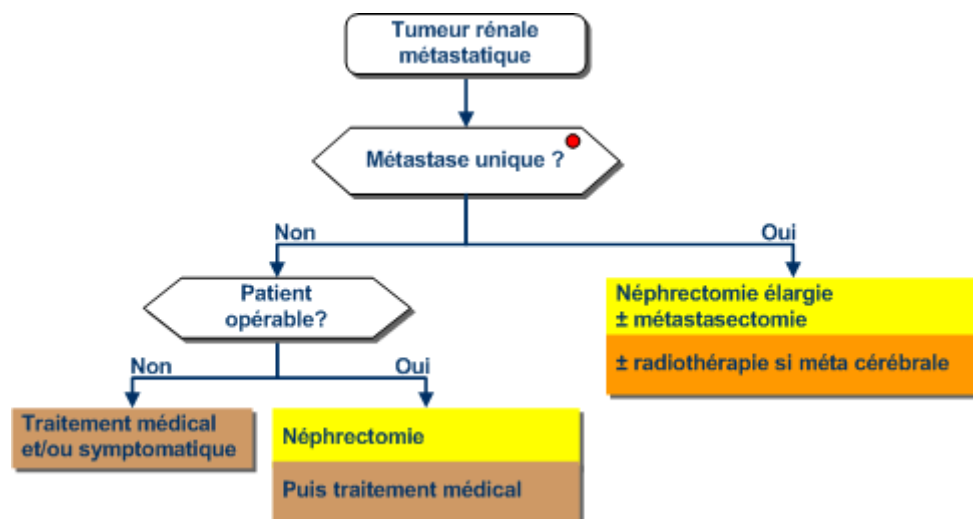 Tumeur rénale
métastatique
Métastase unique ?
Non
Oui
Patient
opérable?
Néphrectomie élargie
± métastasectomie
± radiothérapie si méta cérébrale
Non
Oui
Traitement médical
et/ou symptomatique
Néphrectomie
Puis traitement médical